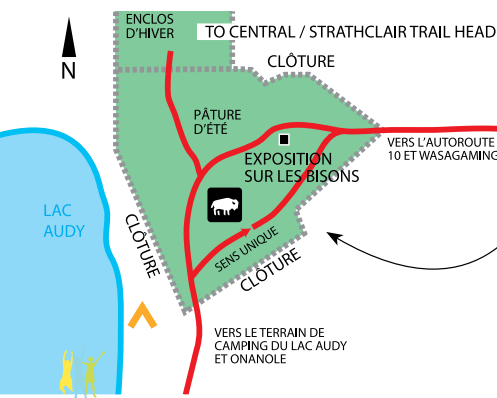 ENCLOS
D'HIVER
TO CENTRAL / STRATHCLAIR TRAIL HEAD
CLÔTURE
N
PÂTURE
D'ÉTÉ
VERS L'AUTOROUTE
10 ET WASAGAMING
EXPOSITION
SUR LES BISONS
LAC
AUDY
CLÔTURE
SENS UNIQUE
CLÔTURE
VERS LE TERRAIN DE
CAMPING DU LAC AUDY
ET ONANOLE